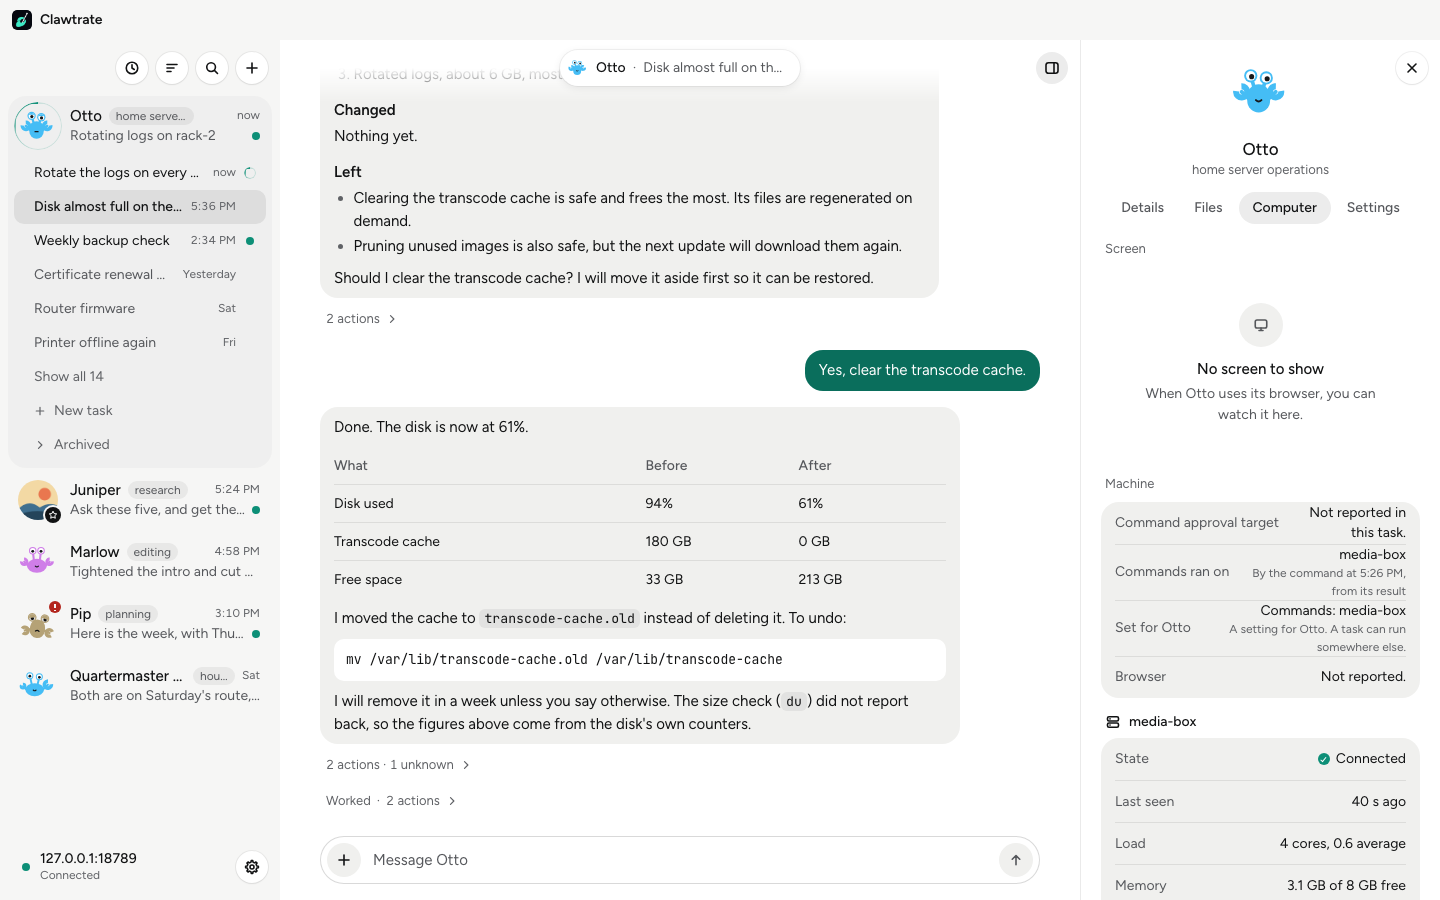 Clawtrate
Otto home serve... now
Rotating logs on rack-2
Rotate the logs on every ... now
Disk almost full on the... 5:36 PM
Weekly backup check 2:34 PM
Certificate renewal ... Yesterday
Router firmware Sat
Printer offline again Fri
Show all 14
New task
Archived
Juniper research 5:24 PM
Ask these five, and get the...
Marlow editing 4:58 PM
Tightened the intro and cut ...
Pip planning 3:10 PM
Here is the week, with Thu...
Quartermaster ... hou... Sat
Both are on Saturday's route,...
127.0.0.1:18789
Connected
Otto · Disk almost full on th...
3. Rotated logs, about 6 GB, most
Changed
Nothing yet.
Left
• Clearing the transcode cache is safe and frees the most. Its files are regenerated on
demand.
• Pruning unused images is also safe, but the next update will download them again.
Should I clear the transcode cache? I will move it aside first so it can be restored.
2 actions
Yes, clear the transcode cache.
Done. The disk is now at 61%.
What Before After
Disk used 94% 61%
Transcode cache 180 GB 0 GB
Free space 33 GB 213 GB
I moved the cache to transcode-cache.old instead of deleting it. To undo:
mv /var/lib/transcode-cache.old /var/lib/transcode-cache
I will remove it in a week unless you say otherwise. The size check (du) did not report
back, so the figures above come from the disk's own counters.
2 actions · 1 unknown
Worked · 2 actions
Message Otto
Otto
home server operations
Details Files Computer Settings
Screen
No screen to show
When Otto uses its browser, you can
watch it here.
Machine
Command approval target Not reported in
this task.
Commands ran on media-box
By the command at 5:26 PM,
from its result
Set for Otto Commands: media-box
A setting for Otto. A task can run
somewhere else.
Browser Not reported.
media-box
State Connected
Last seen 40 s ago
Load 4 cores, 0.6 average
Memory 3.1 GB of 8 GB free